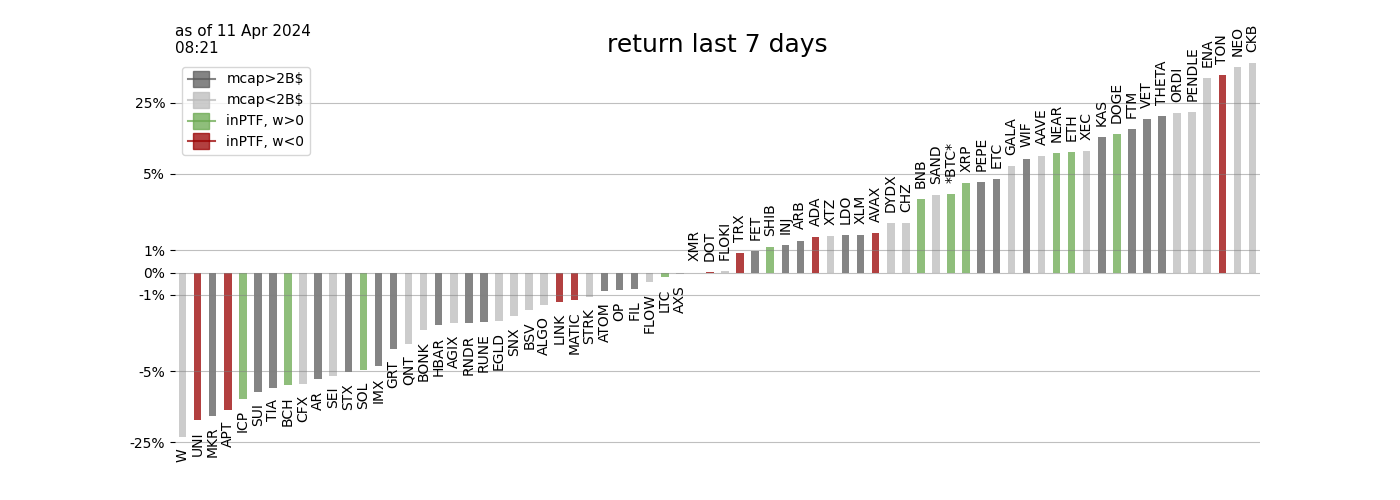 as of 11 Apr 2024
08:21
return last 7 days
mcap>2B$
mcap<2B$
inPTF, w>0
inPTF, w<0
25%
5%
1%
0%
-1%
-5%
-25%
W
UNI
MKR
APT
ICP
SUI
TIA
BCH
CFX
AR
SEI
STX
SOL
IMX
GRT
QNT
BONK
HBAR
AGIX
RNDR
RUNE
EGLD
SNX
BSV
ALGO
LINK
MATIC
STRK
ATOM
OP
FIL
FLOW
LTC
AXS
XMR
DOT
FLOKI
TRX
FET
SHIB
INJ
ARB
ADA
XTZ
LDO
XLM
AVAX
DYDX
CHZ
BNB
SAND
*BTC*
XRP
PEPE
ETC
GALA
WIF
AAVE
NEAR
ETH
XEC
KAS
DOGE
FTM
VET
THETA
ORDI
PENDLE
ENA
TON
NEO
CKB